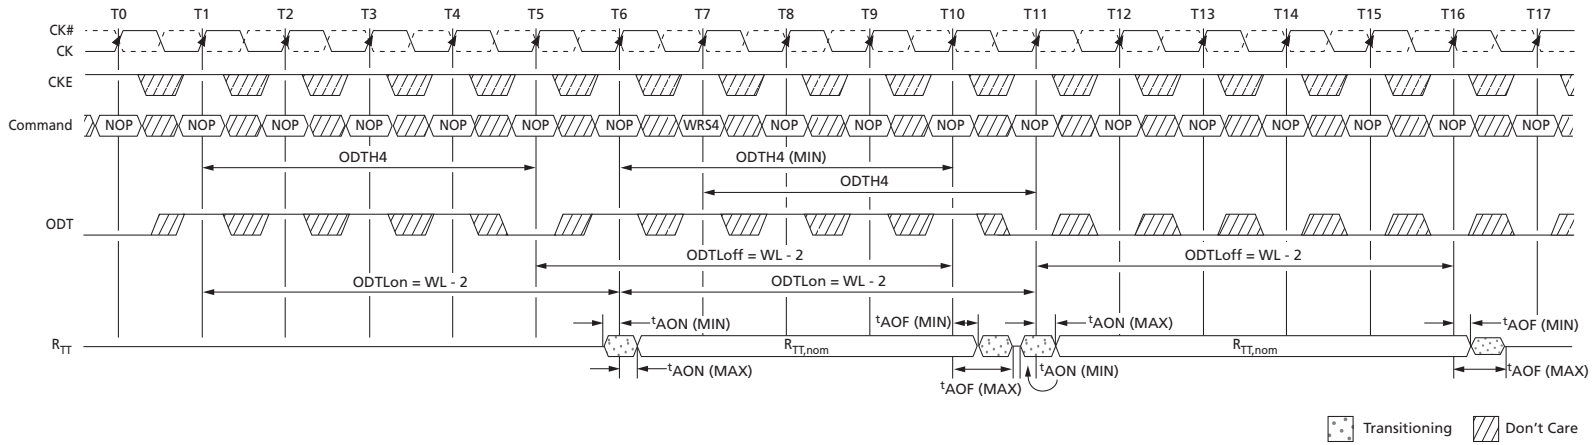 T0 T1 T2 T3 T4 T5 T6 T7 T8 T9 T10 T11 T12 T13 T14 T15 T16 T17
CK#
CK
CKE
Command NOP NOP NOP NOP NOP NOP NOP WRS4 NOP NOP NOP NOP NOP NOP NOP NOP NOP NOP
ODTH4 ODTH4 (MIN)
ODTH4
ODT
ODTLoff = WL - 2 ODTLoff = WL - 2
ODTLon = WL - 2 ODTLon = WL - 2
tAON (MIN) tAOF (MIN) tAON (MAX) tAOF (MIN)
RTT RTT,nom RTT,nom
tAON (MAX) tAON (MIN) tAOF (MAX)
tAOF (MAX)
Transitioning Don't Care